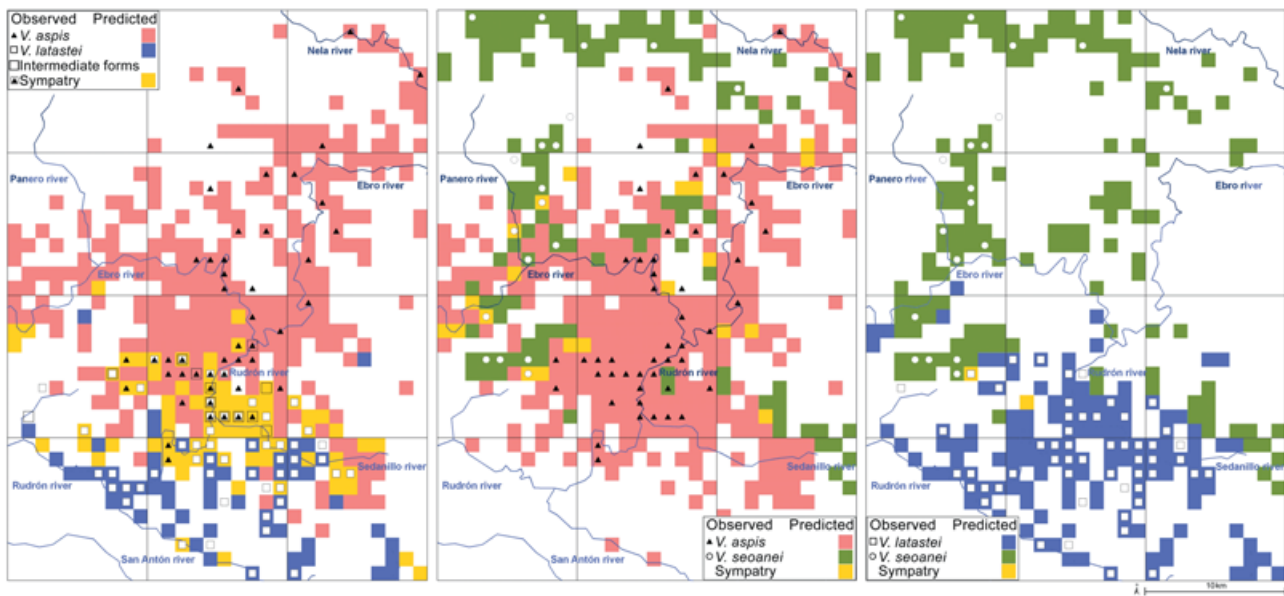 Observed Predicted
V. aspis
V. latastei
Intermediate forms
Sympatry
Nela river
Panero river
Ebro river
Ebro river
Rudrón river
Rudrón river
Sedanillo river
San Antón river
Nela river
Panero river
Ebro river
Ebro river
Rudrón river
Rudrón river
Sedanillo river
San Antón river
Observed Predicted
V. aspis
V. seoanei
Sympatry
Nela river
Panero river
Ebro river
Ebro river
Rudrón river
Rudrón river
Sedanillo river
San Antón river
Observed Predicted
V. latastei
V. seoanei
Sympatry
10km